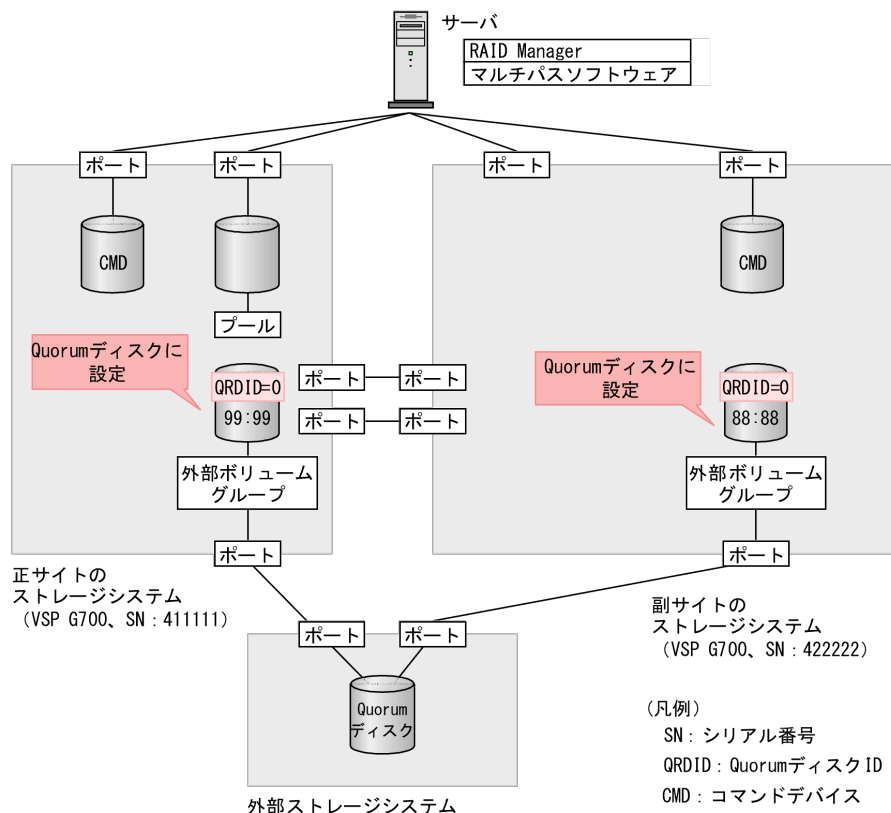 サーバ
RAID Manager
マルチパスソフトウェア
ポート
ポート
ポート
ポート
CMD
CMD
プール
Quorumディスクに
設定
QRDID=0
99:99
ポート
ポート
ポート
ポート
Quorumディスクに
設定
QRDID=0
88:88
外部ボリューム
グループ
外部ボリューム
グループ
ポート
ポート
正サイトの
ストレージシステム
(VSP G700、SN:411111)
副サイトの
ストレージシステム
(VSP G700、SN:422222)
ポート
ポート
Quorum
ディスク
外部ストレージシステム
(凡例)
SN:シリアル番号
QRDID:QuorumディスクID
CMD:コマンドデバイス